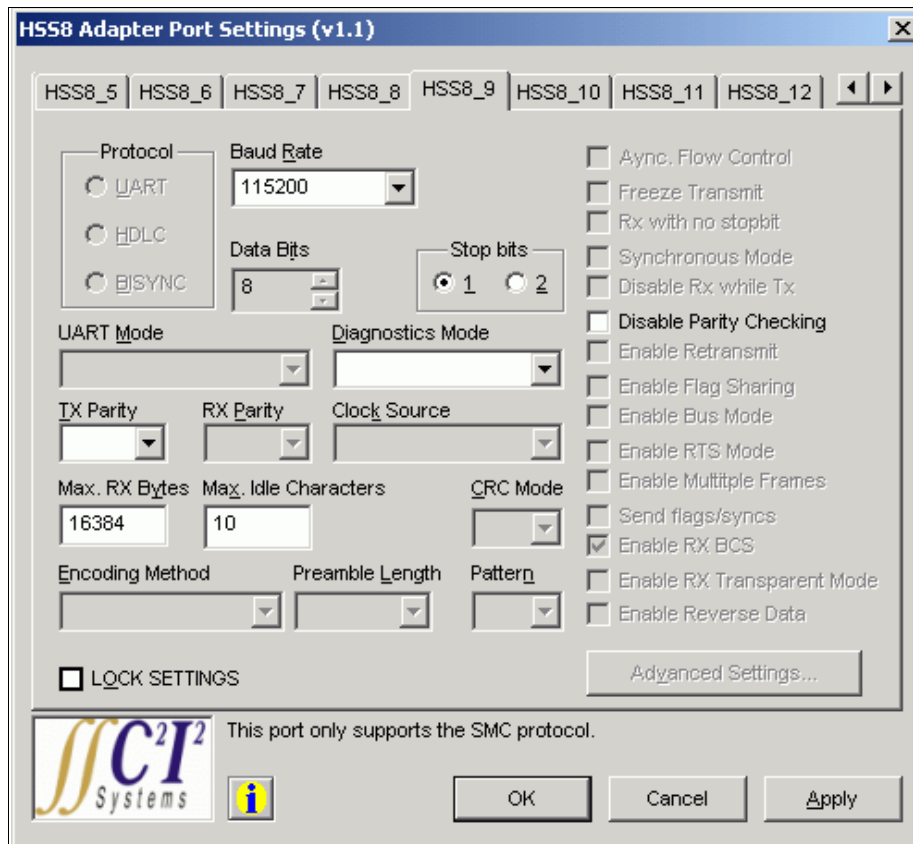 HSS8 Adapter Port Settings (v1.1)
HSS8_5 HSS8_6 HSS8_7 HSS8_8 HSS8_9 HSS8_10 HSS8_11 HSS8_12
Protocol
UART
HDLC
BISYNC
Baud Rate
115200
Data Bits
8
Stop bits
1 2
UART Mode
Diagnostics Mode
TX Parity
RX Parity
Clock Source
Max. RX Bytes
16384
Max. Idle Characters
10
CRC Mode
Encoding Method
Preamble Length
Pattern
LOCK SETTINGS
Aync. Flow Control
Freeze Transmit
Rx with no stopbit
Synchronous Mode
Disable Rx while Tx
Disable Parity Checking
Enable Retransmit
Enable Flag Sharing
Enable Bus Mode
Enable RTS Mode
Enable Multitple Frames
Send flags/syncs
Enable RX BCS
Enable RX Transparent Mode
Enable Reverse Data
Advanced Settings...
C²I²
Systems
This port only supports the SMC protocol.
i
OK
Cancel
Apply